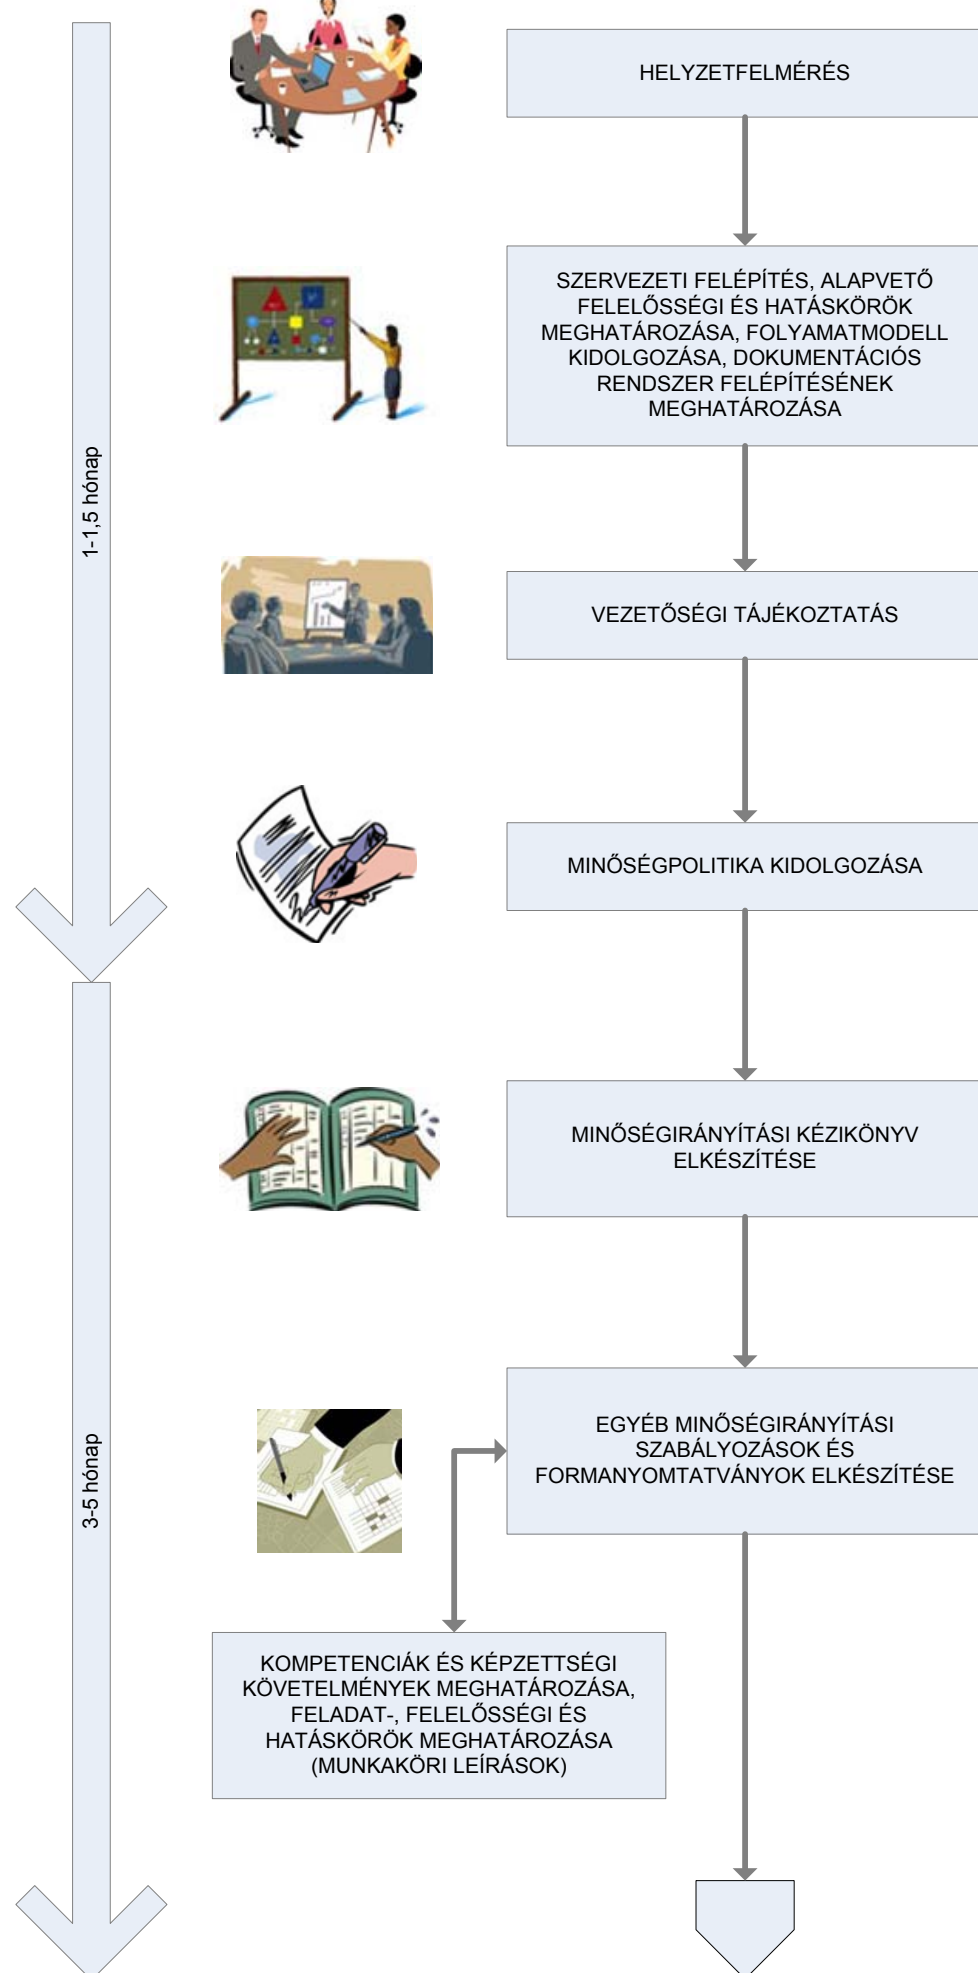 HELYZETFELMÉRÉS
SZERVEZETI FELÉPÍTÉS, ALAPVETŐ
FELELŐSSÉGI ÉS HATÁSKÖRÖK
MEGHATÁROZÁSA, FOLYAMATMODELL
KIDOLGOZÁSA, DOKUMENTÁCIÓS
RENDSZER FELÉPÍTÉSÉNEK
MEGHATÁROZÁSA
1-1,5 hónap
VEZETŐSÉGI TÁJÉKOZTATÁS
MINŐSÉGPOLITIKA KIDOLGOZÁSA
MINŐSÉGIRÁNYÍTÁSI KÉZIKÖNYV
ELKÉSZÍTÉSE
EGYÉB MINŐSÉGIRÁNYÍTÁSI
SZABÁLYOZÁSOK ÉS
FORMANYOMTATVÁNYOK ELKÉSZÍTÉSE
3-5 hónap
KOMPETENCIÁK ÉS KÉPZETTSÉGI
KÖVETELMÉNYEK MEGHATÁROZÁSA,
FELADAT-, FELELŐSSÉGI ÉS
HATÁSKÖRÖK MEGHATÁROZÁSA
(MUNKAKÖRI LEÍRÁSOK)